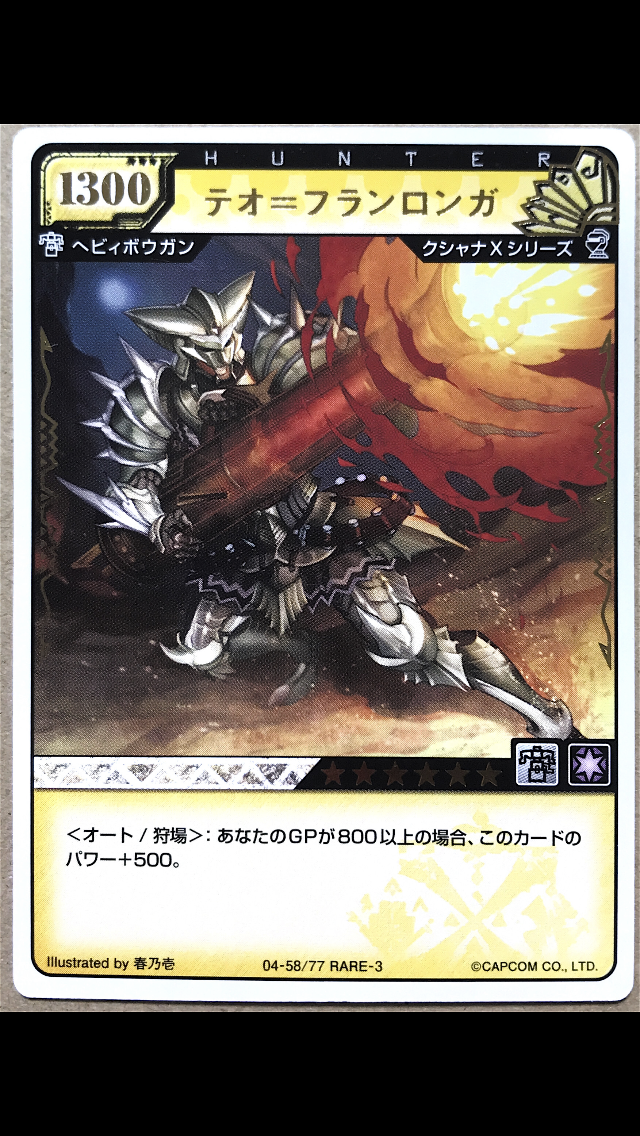 HUNTER
1300
テオ=フランロンガ
ヘビィボウガン
クシャナXシリーズ
<オート / 狩場>：あなたのGPが800以上の場合、このカードの
パワー+500。
Illustrated by 春乃壱
04-58/77 RARE-3
©CAPCOM CO., LTD.